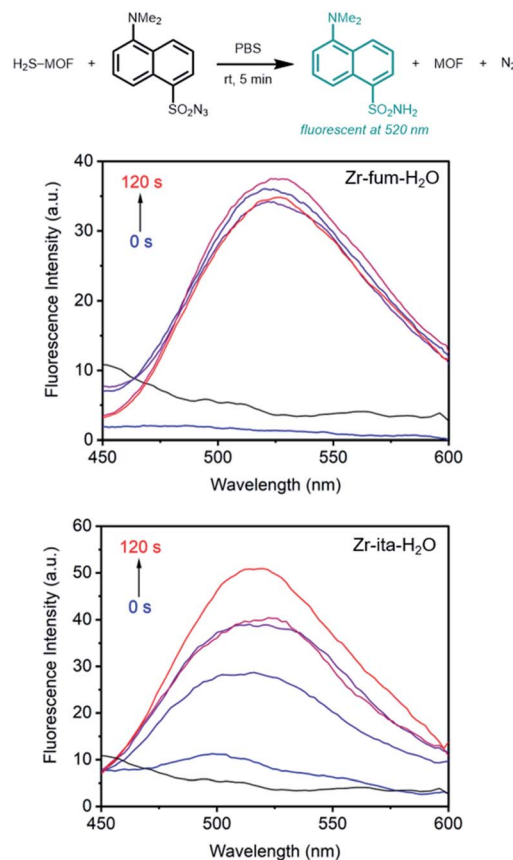 NMe₂
NMe₂
H₂S–MOF + PBS + MOF + N₂
rt, 5 min
SO₂N₃
SO₂NH₂
fluorescent at 520 nm
40
120 s
Zr-fum-H₂O
30
0 s
20
10
0
Fluorescence Intensity (a.u.)
450 500 550 600
Wavelength (nm)
60
120 s
Zr-ita-H₂O
50
0 s
40
30
20
10
0
Fluorescence Intensity (a.u.)
450 500 550 600
Wavelength (nm)